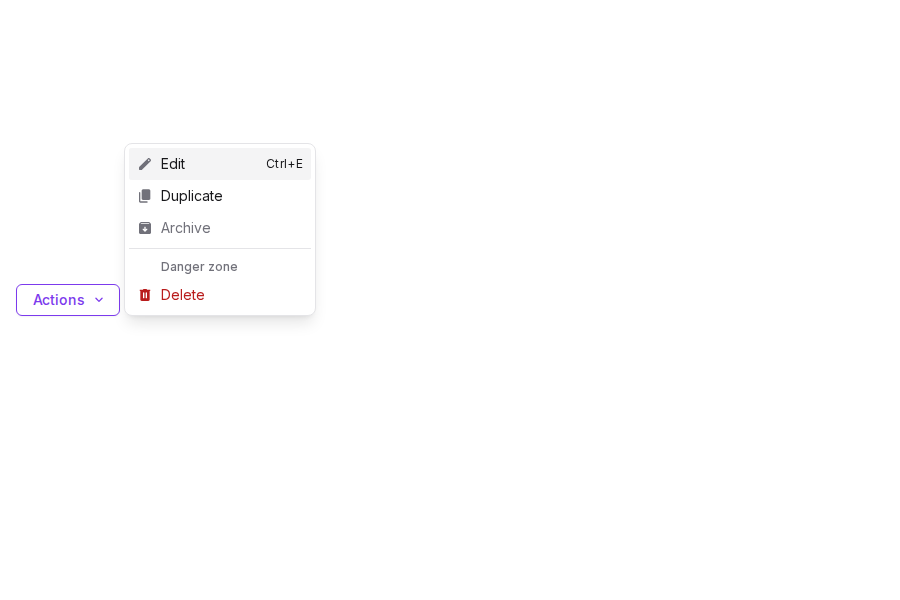 Edit Ctrl+E
Duplicate
Archive
Danger zone
Delete
Actions